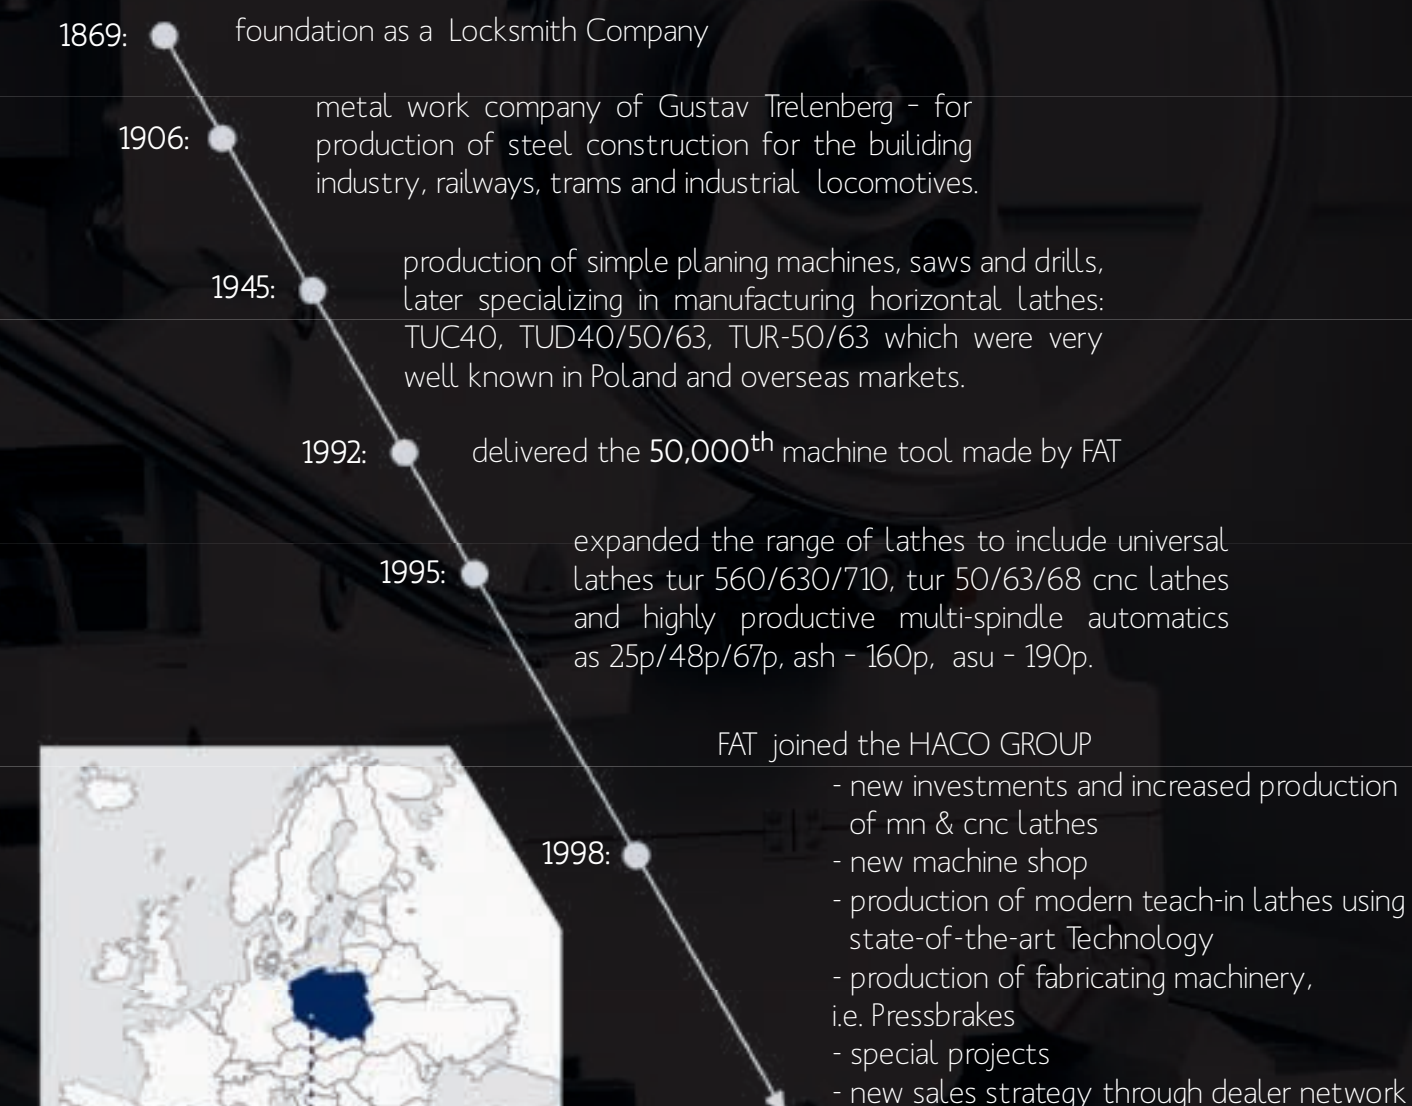 1869:
foundation as a Locksmith Company
1906:
metal work company of Gustav Trelenberg - for
production of steel construction for the builiding
industry, railways, trams and industrial locomotives.
1945:
production of simple planing machines, saws and drills,
later specializing in manufacturing horizontal lathes:
TUC40, TUD40/50/63, TUR-50/63 which were very
well known in Poland and overseas markets.
1992:
delivered the 50,000th machine tool made by FAT
1995:
expanded the range of lathes to include universal
lathes tur 560/630/710, tur 50/63/68 cnc lathes
and highly productive multi-spindle automatics
as 25p/48p/67p, ash - 160p, asu - 190p.
1998:
FAT joined the HACO GROUP
- new investments and increased production
of mn & cnc lathes
- new machine shop
- production of modern teach-in lathes using
state-of-the-art Technology
- production of fabricating machinery,
i.e. Pressbrakes
- special projects
- new sales strategy through dealer network